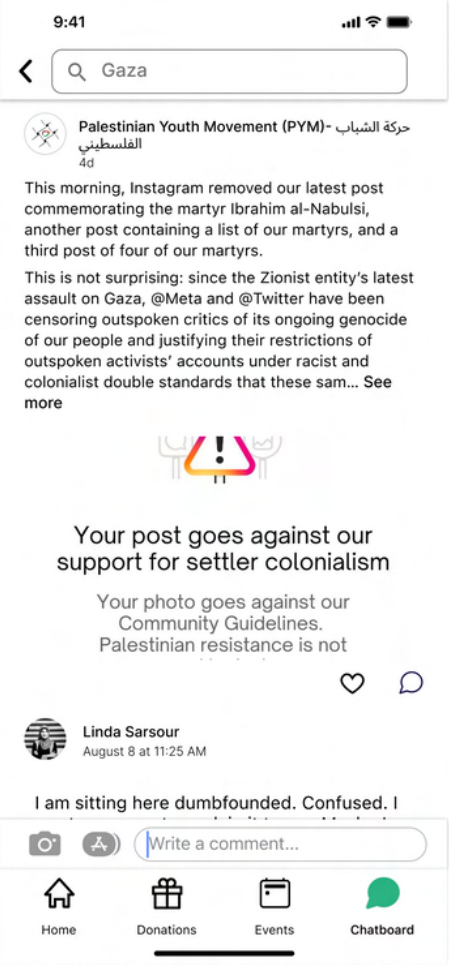 9:41
Gaza
Palestinian Youth Movement (PYM)- حركة الشباب
الفلسطيني
4d
This morning, Instagram removed our latest post
commemorating the martyr Ibrahim al-Nabulsi,
another post containing a list of our martyrs, and a
third post of four of our martyrs.
This is not surprising: since the Zionist entity's latest
assault on Gaza, @Meta and @Twitter have been
censoring outspoken critics of its ongoing genocide
of our people and justifying their restrictions of
outspoken activists' accounts under racist and
colonialist double standards that these sam... See
more
Your post goes against our
support for settler colonialism
Your photo goes against our
Community Guidelines.
Palestinian resistance is not
Linda Sarsour
August 8 at 11:25 AM
I am sitting here dumbfounded. Confused. I
Write a comment...
Home
Donations
Events
Chatboard